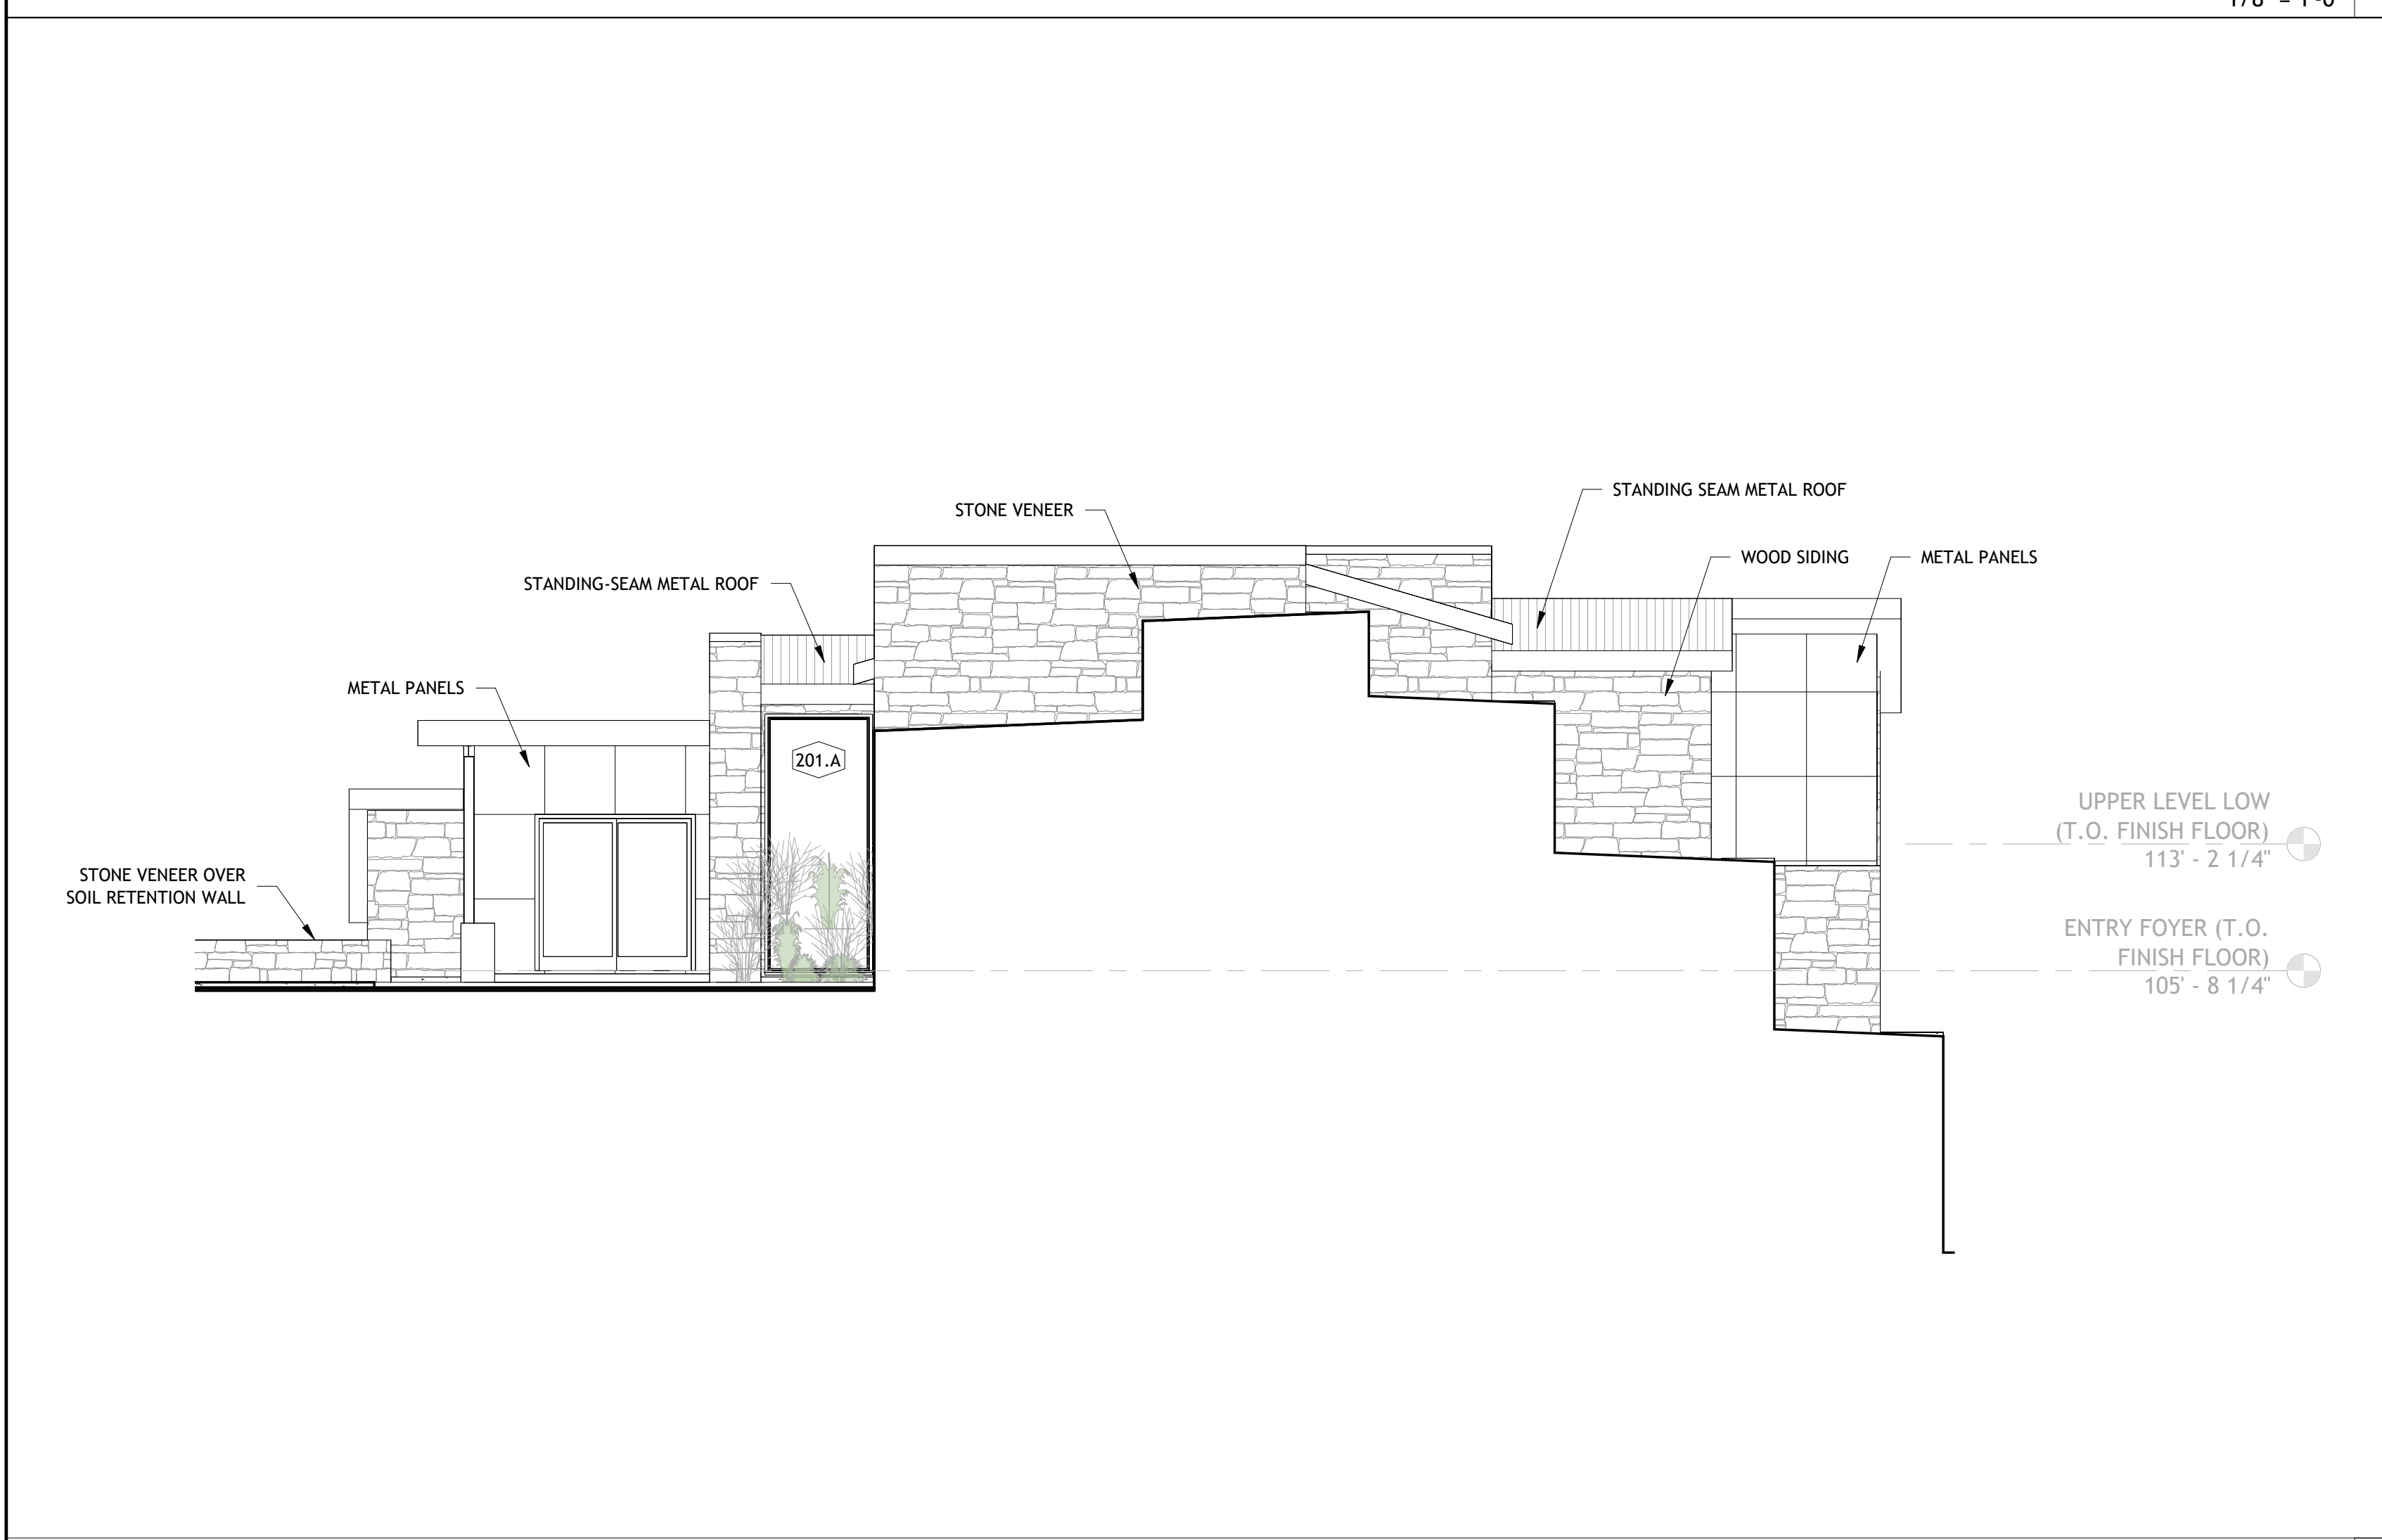 STANDING SEAM METAL ROOF
STONE VENEER
WOOD SIDING
METAL PANELS
STANDING-SEAM METAL ROOF
METAL PANELS
201.A
UPPER LEVEL LOW
(T.O. FINISH FLOOR)
113' - 2 1/4"
STONE VENEER OVER
SOIL RETENTION WALL
ENTRY FOYER (T.O.
FINISH FLOOR)
105' - 8 1/4"